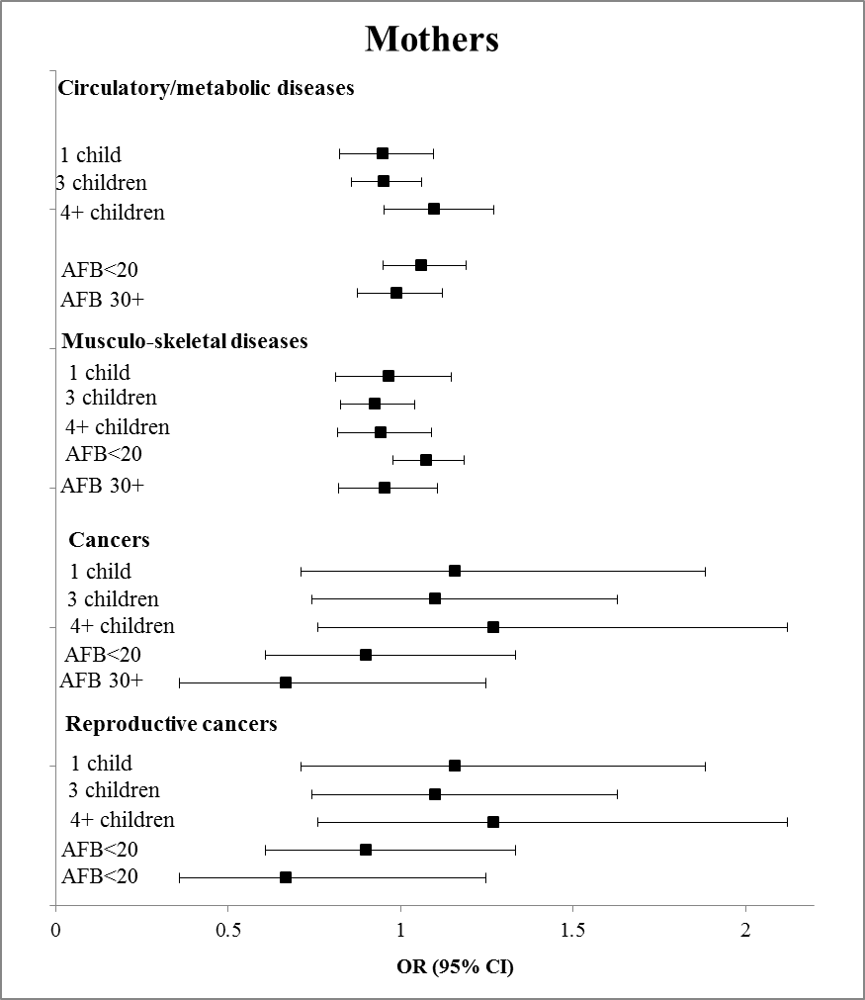 Mothers
Circulatory/metabolic diseases
1 child
3 children
4+ children
AFB<20
AFB 30+
Musculo-skeletal diseases
1 child
3 children
4+ children
AFB<20
AFB 30+
Cancers
1 child
3 children
4+ children
AFB<20
AFB 30+
Reproductive cancers
1 child
3 children
4+ children
AFB<20
AFB<20
0 0.5 1 1.5 2
OR (95% CI)